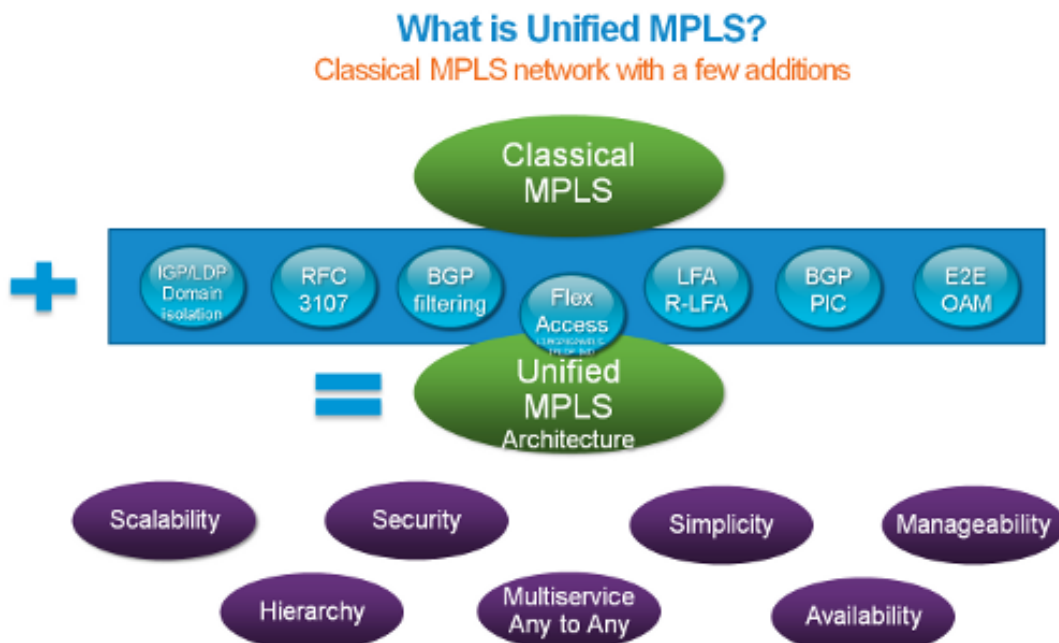 What is Unified MPLS?
Classical MPLS network with a few additions
Classical
MPLS
IGP/LDP
Domain
isolation
RFC
3107
BGP
filtering
Flex
Access
LFA
R-LFA
BGP
PIC
E2E
OAM
Unified
MPLS
Architecture
Scalability
Security
Simplicity
Manageability
Hierarchy
Multiservice
Any to Any
Availability